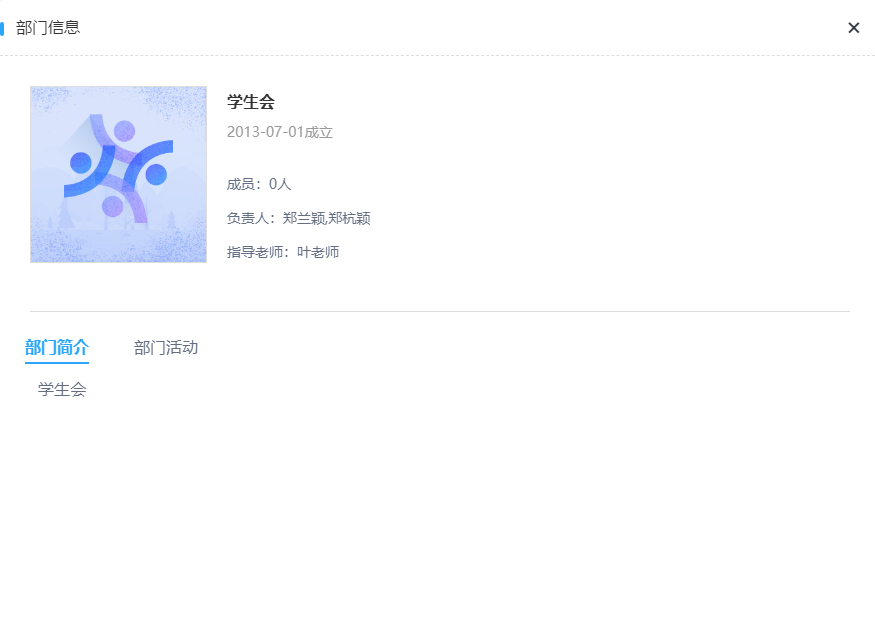 部门信息
学生会
2013-07-01成立
成员：0人
负责人：郑兰颖,郑杭颖
指导老师：叶老师
部门简介
部门活动
学生会